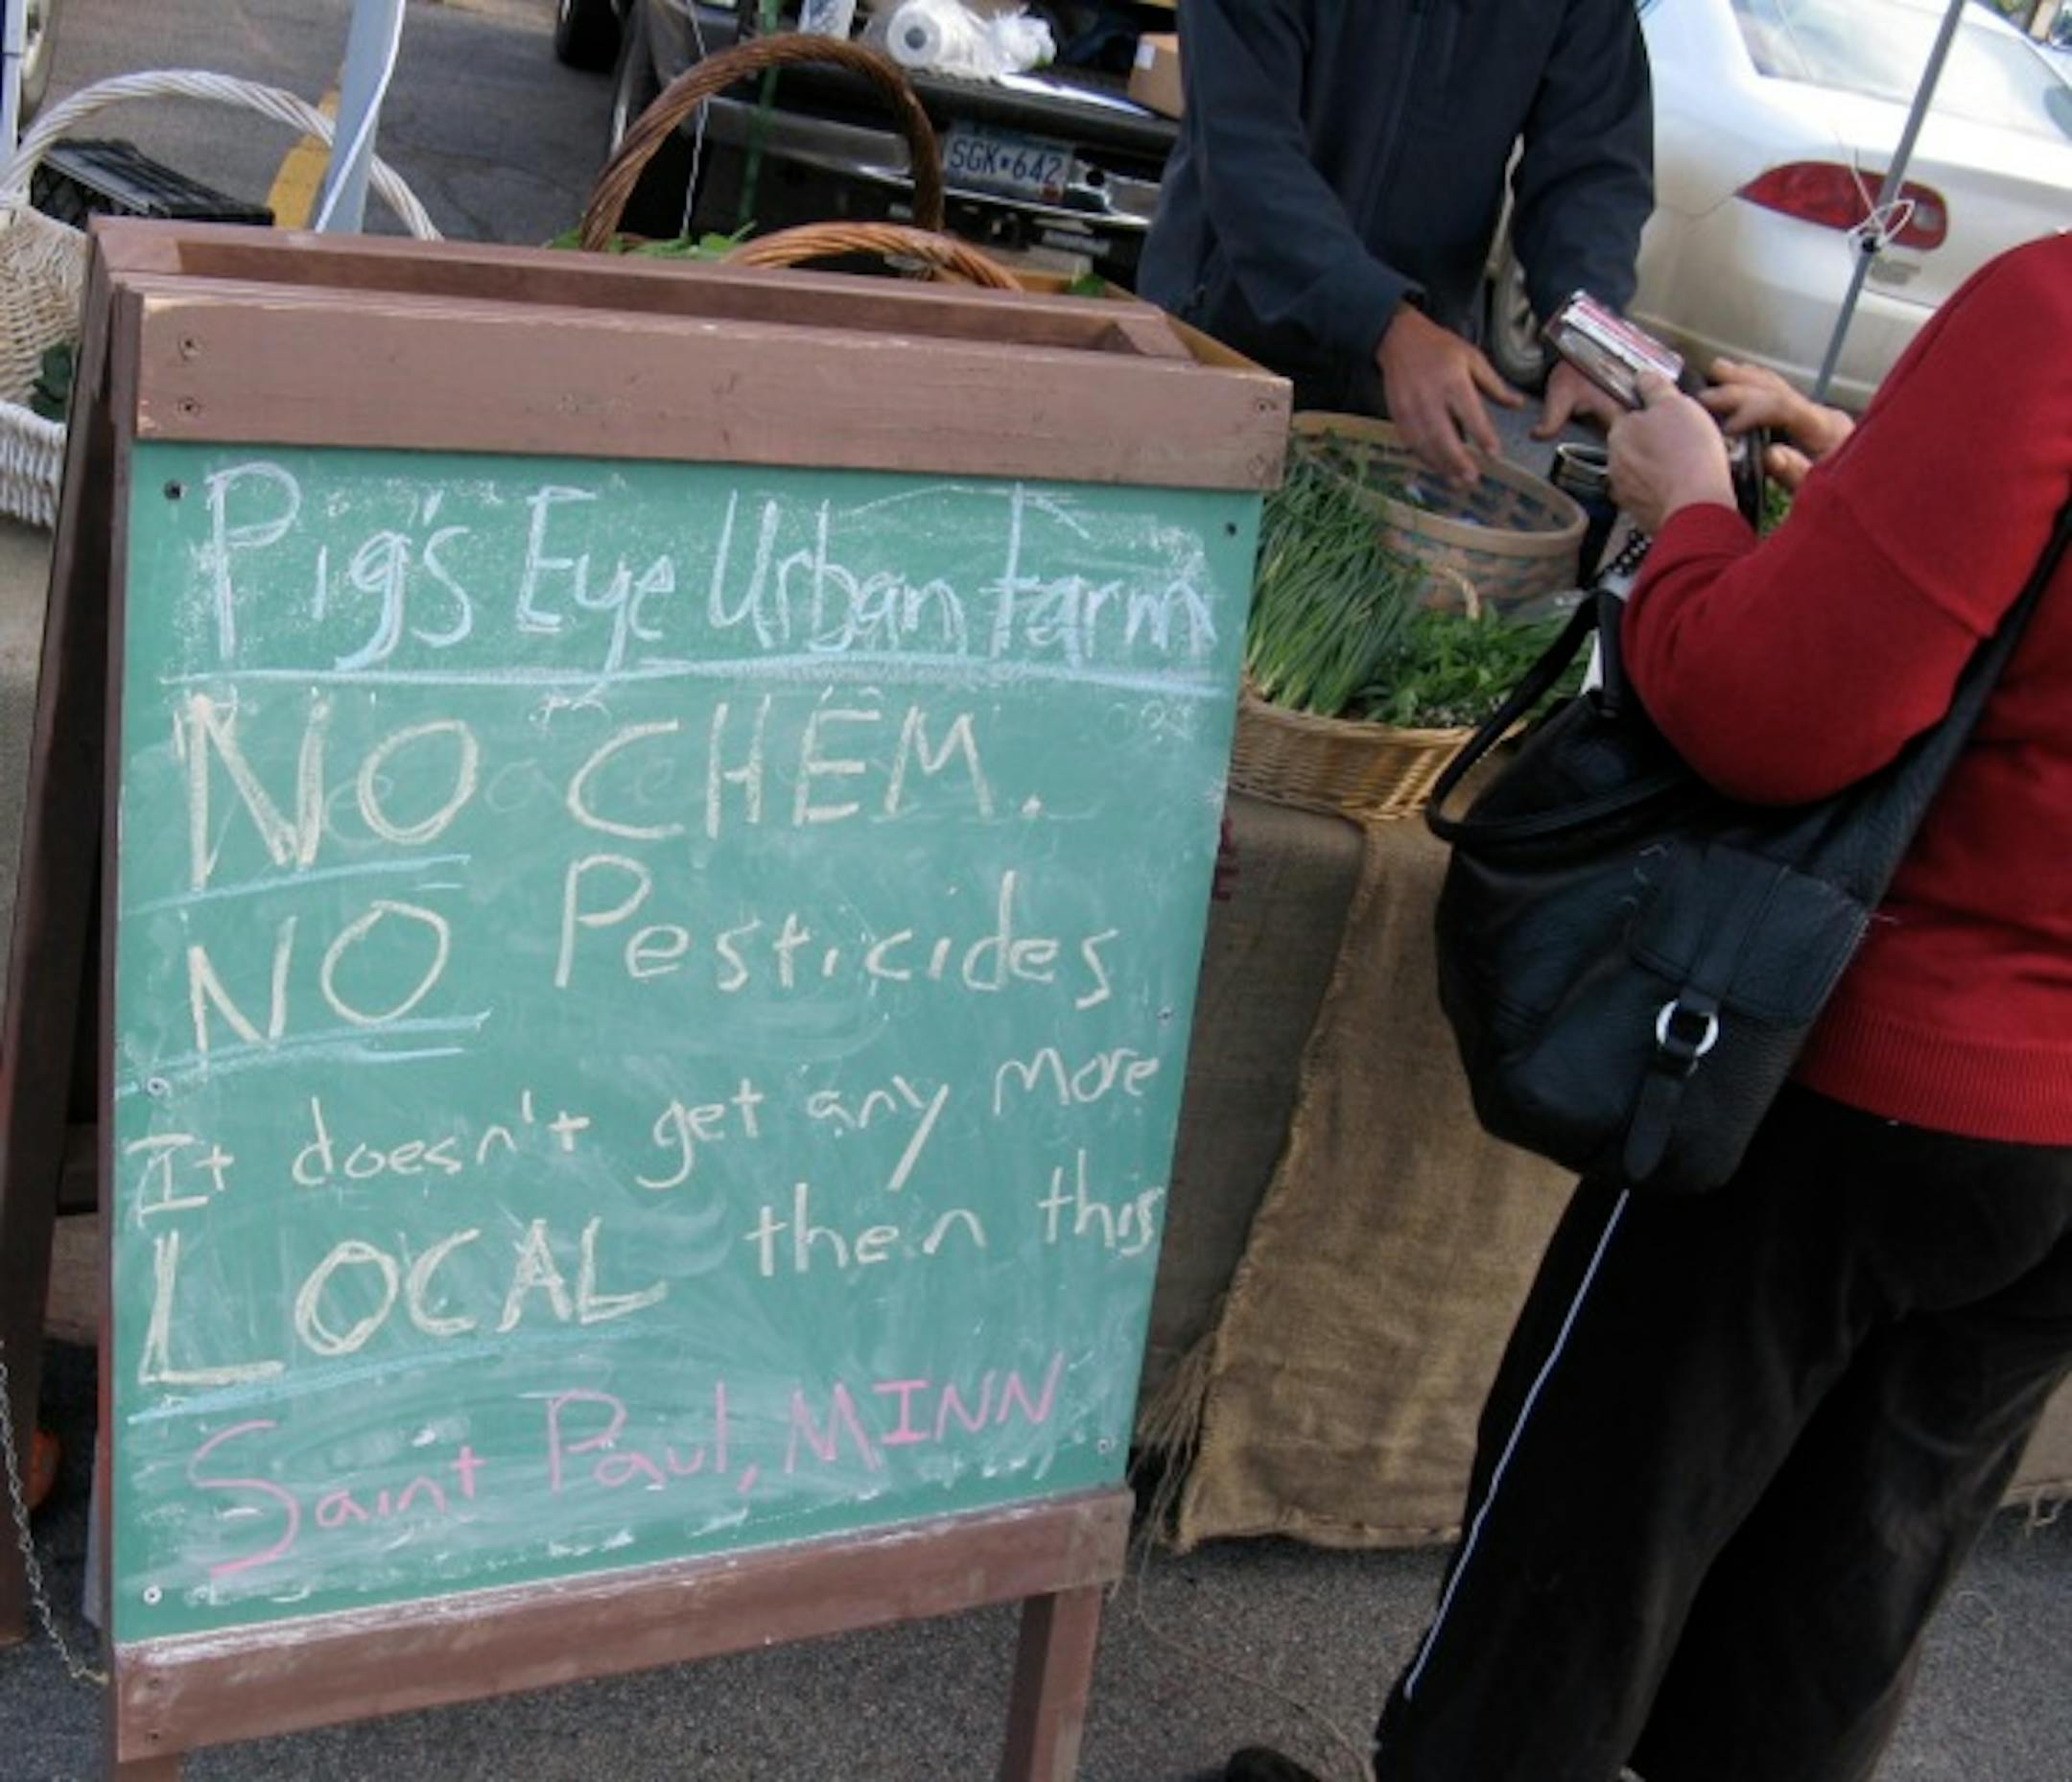 SGK•642
Pig's Eye Urban Farm
NO CHEM.
NO Pesticides
It doesn't get any more
LOCAL then this
Saint Paul, MINN